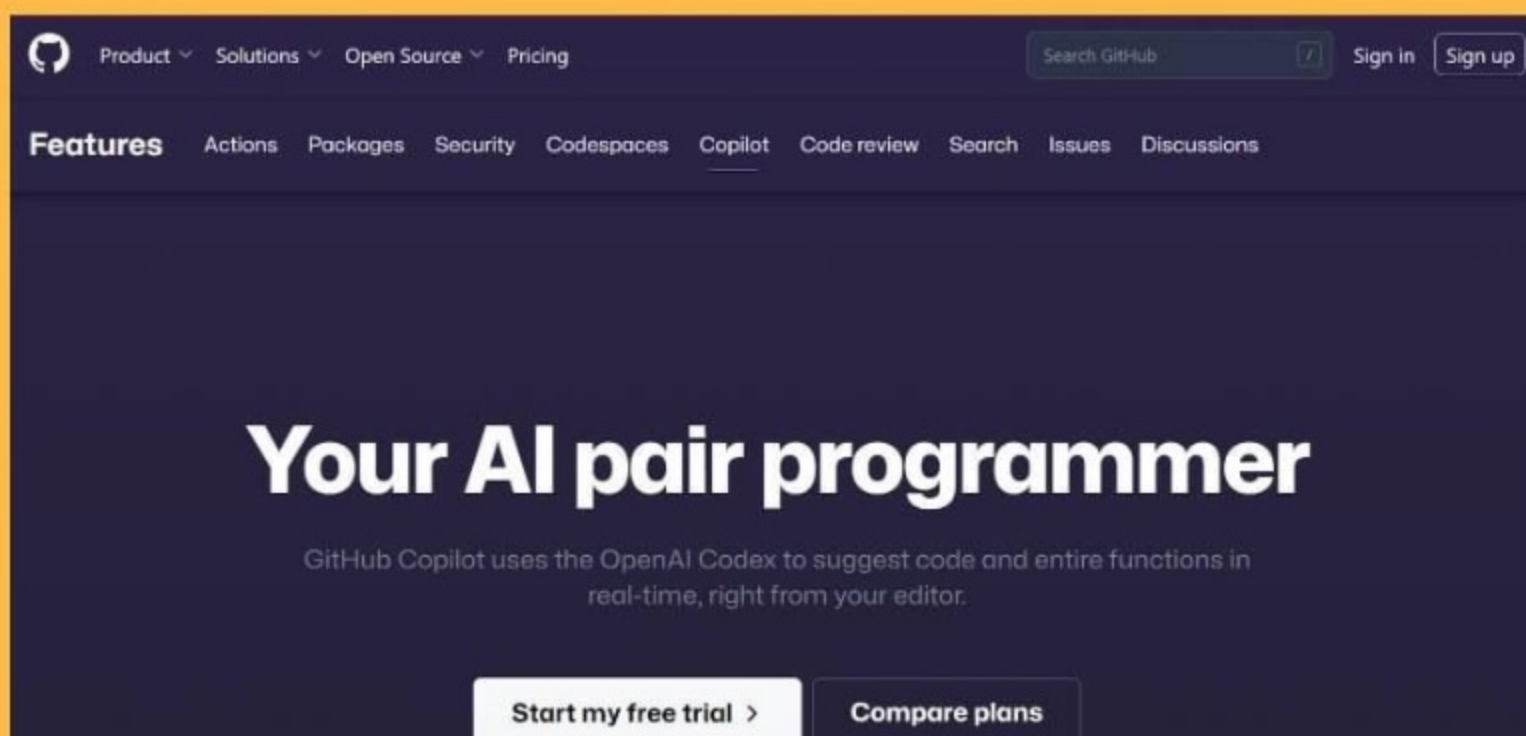 Product Solutions Open Source Pricing Search GitHub / Sign in Sign up
Features Actions Packages Security Codespaces Copilot Code review Search Issues Discussions
Your AI pair programmer
GitHub Copilot uses the OpenAI Codex to suggest code and entire functions in
real-time, right from your editor.
Start my free trial > Compare plans